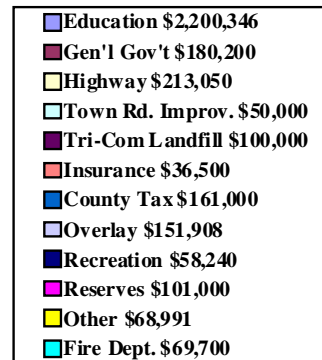 Education $2,200,346
Gen'l Gov't $180,200
Highway $213,050
Town Rd. Improv. $50,000
Tri-Com Landfill $100,000
Insurance $36,500
County Tax $161,000
Overlay $151,908
Recreation $58,240
Reserves $101,000
Other $68,991
Fire Dept. $69,700